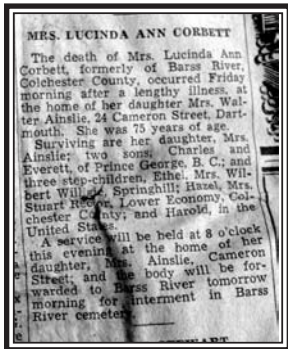 MRS. LUCINDA ANN CORBETT
The death of Mrs. Lucinda Ann
Corbett, formerly of Barss River,
Colchester County, occurred Friday
morning after a lengthy illness, at
the home of her daughter Mrs. Wal-
ter Ainslie, 24 Cameron Street, Dart-
mouth. She was 75 years of age.
Surviving are her daughter, Mrs.
Ainslie; two sons, Charles and
Everett, of Prince George, B. C.; and
three step-children, Ethel, Mrs. Wil-
bert Stuart, Lower Economy, Col-
chester County; and Harold, in the
United States.
A service will be held at 8 o'clock
this evening at the home of her
daughter, Mrs. Ainslie, Cameron
Street; and the body will be for-
warded to Barss River tomorrow
morning for interment in Barss
River cemetery.